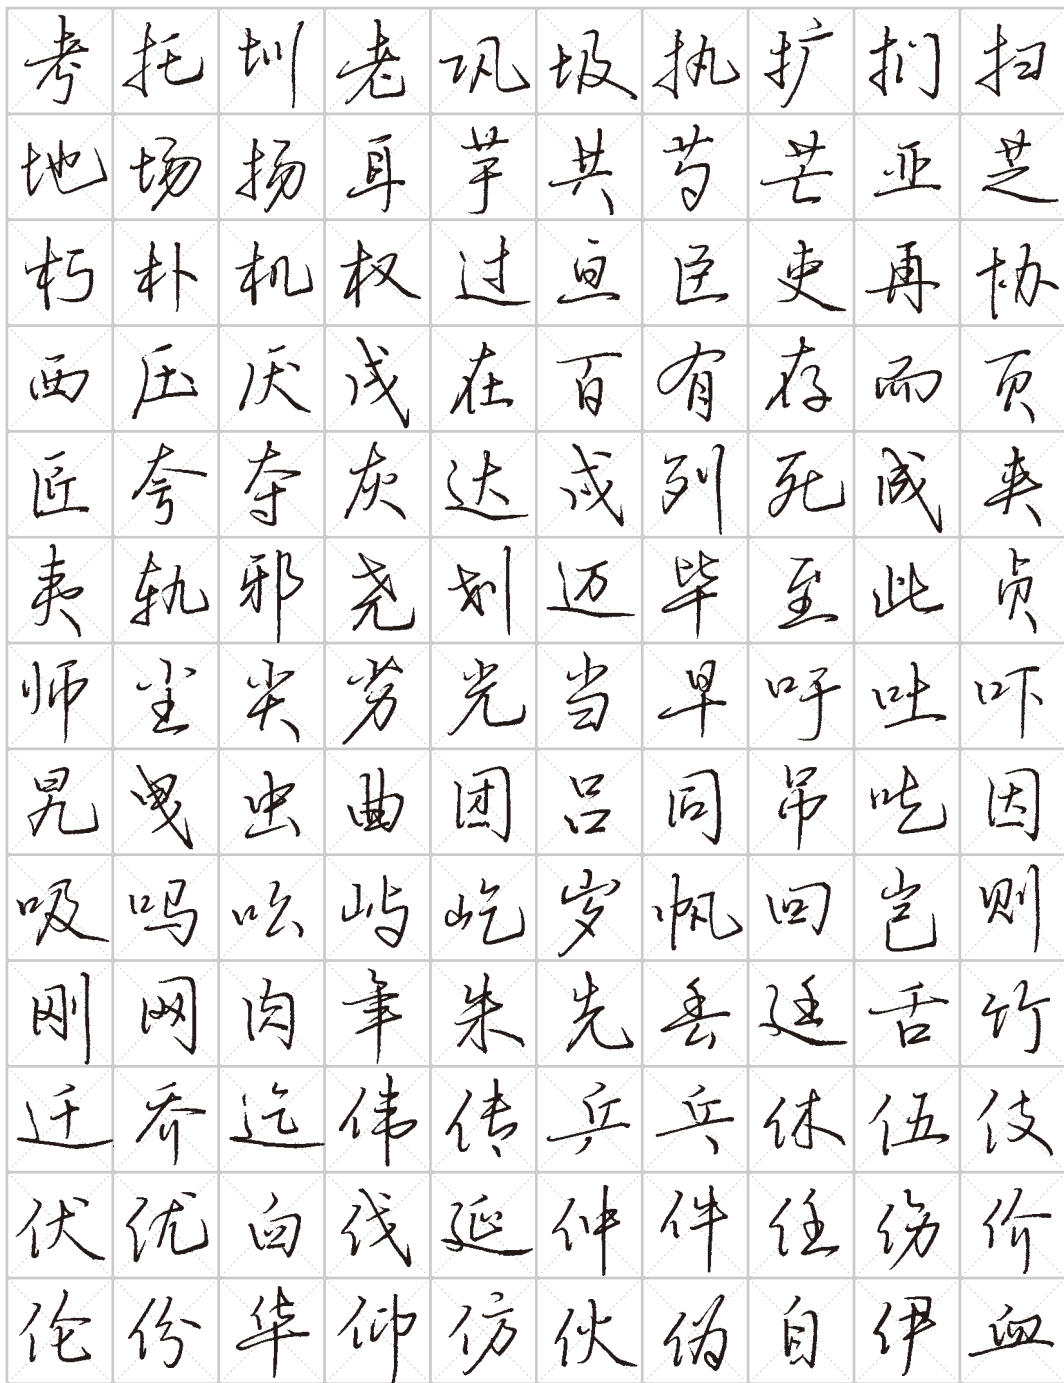 考托圳老巩圾执扩扪扫
地场扬耳芋共芍芒亚芝
朽朴机权过亘臣吏再协
西压厌戊在百有存而页
匠夸夺灰达戍列死成夹
夷轨邪尧划迈毕至此贞
师尘尖劳光当早吁吐吓
晃曳虫曲团吕同吊吃因
吸吗吆屿屹岁帆回岂则
刚网肉年朱先丢廷舌竹
迁乔迄伟传乒乓休伍伎
伏优臼伐延仲件任伤价
伦份华仰仿伙伪自伊血